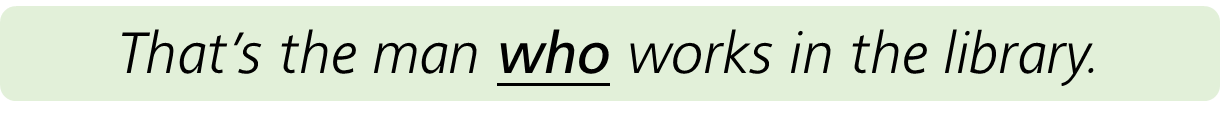 That’s the man who works in the library.